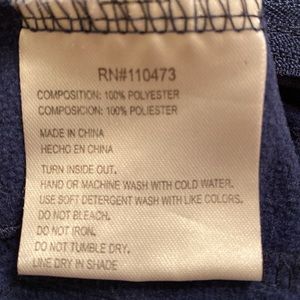 RN#110473
COMPOSITION: 100% POLYESTER
COMPOSICION: 100% POLIESTER
MADE IN CHINA
HECHO EN CHINA
TURN INSIDE OUT.
HAND OR MACHINE WASH WITH COLD WATER.
USE SOFT DETERGENT WASH WITH LIKE COLORS.
DO NOT BLEACH.
DO NOT IRON.
DO NOT TUMBLE DRY.
LINE DRY IN SHADE